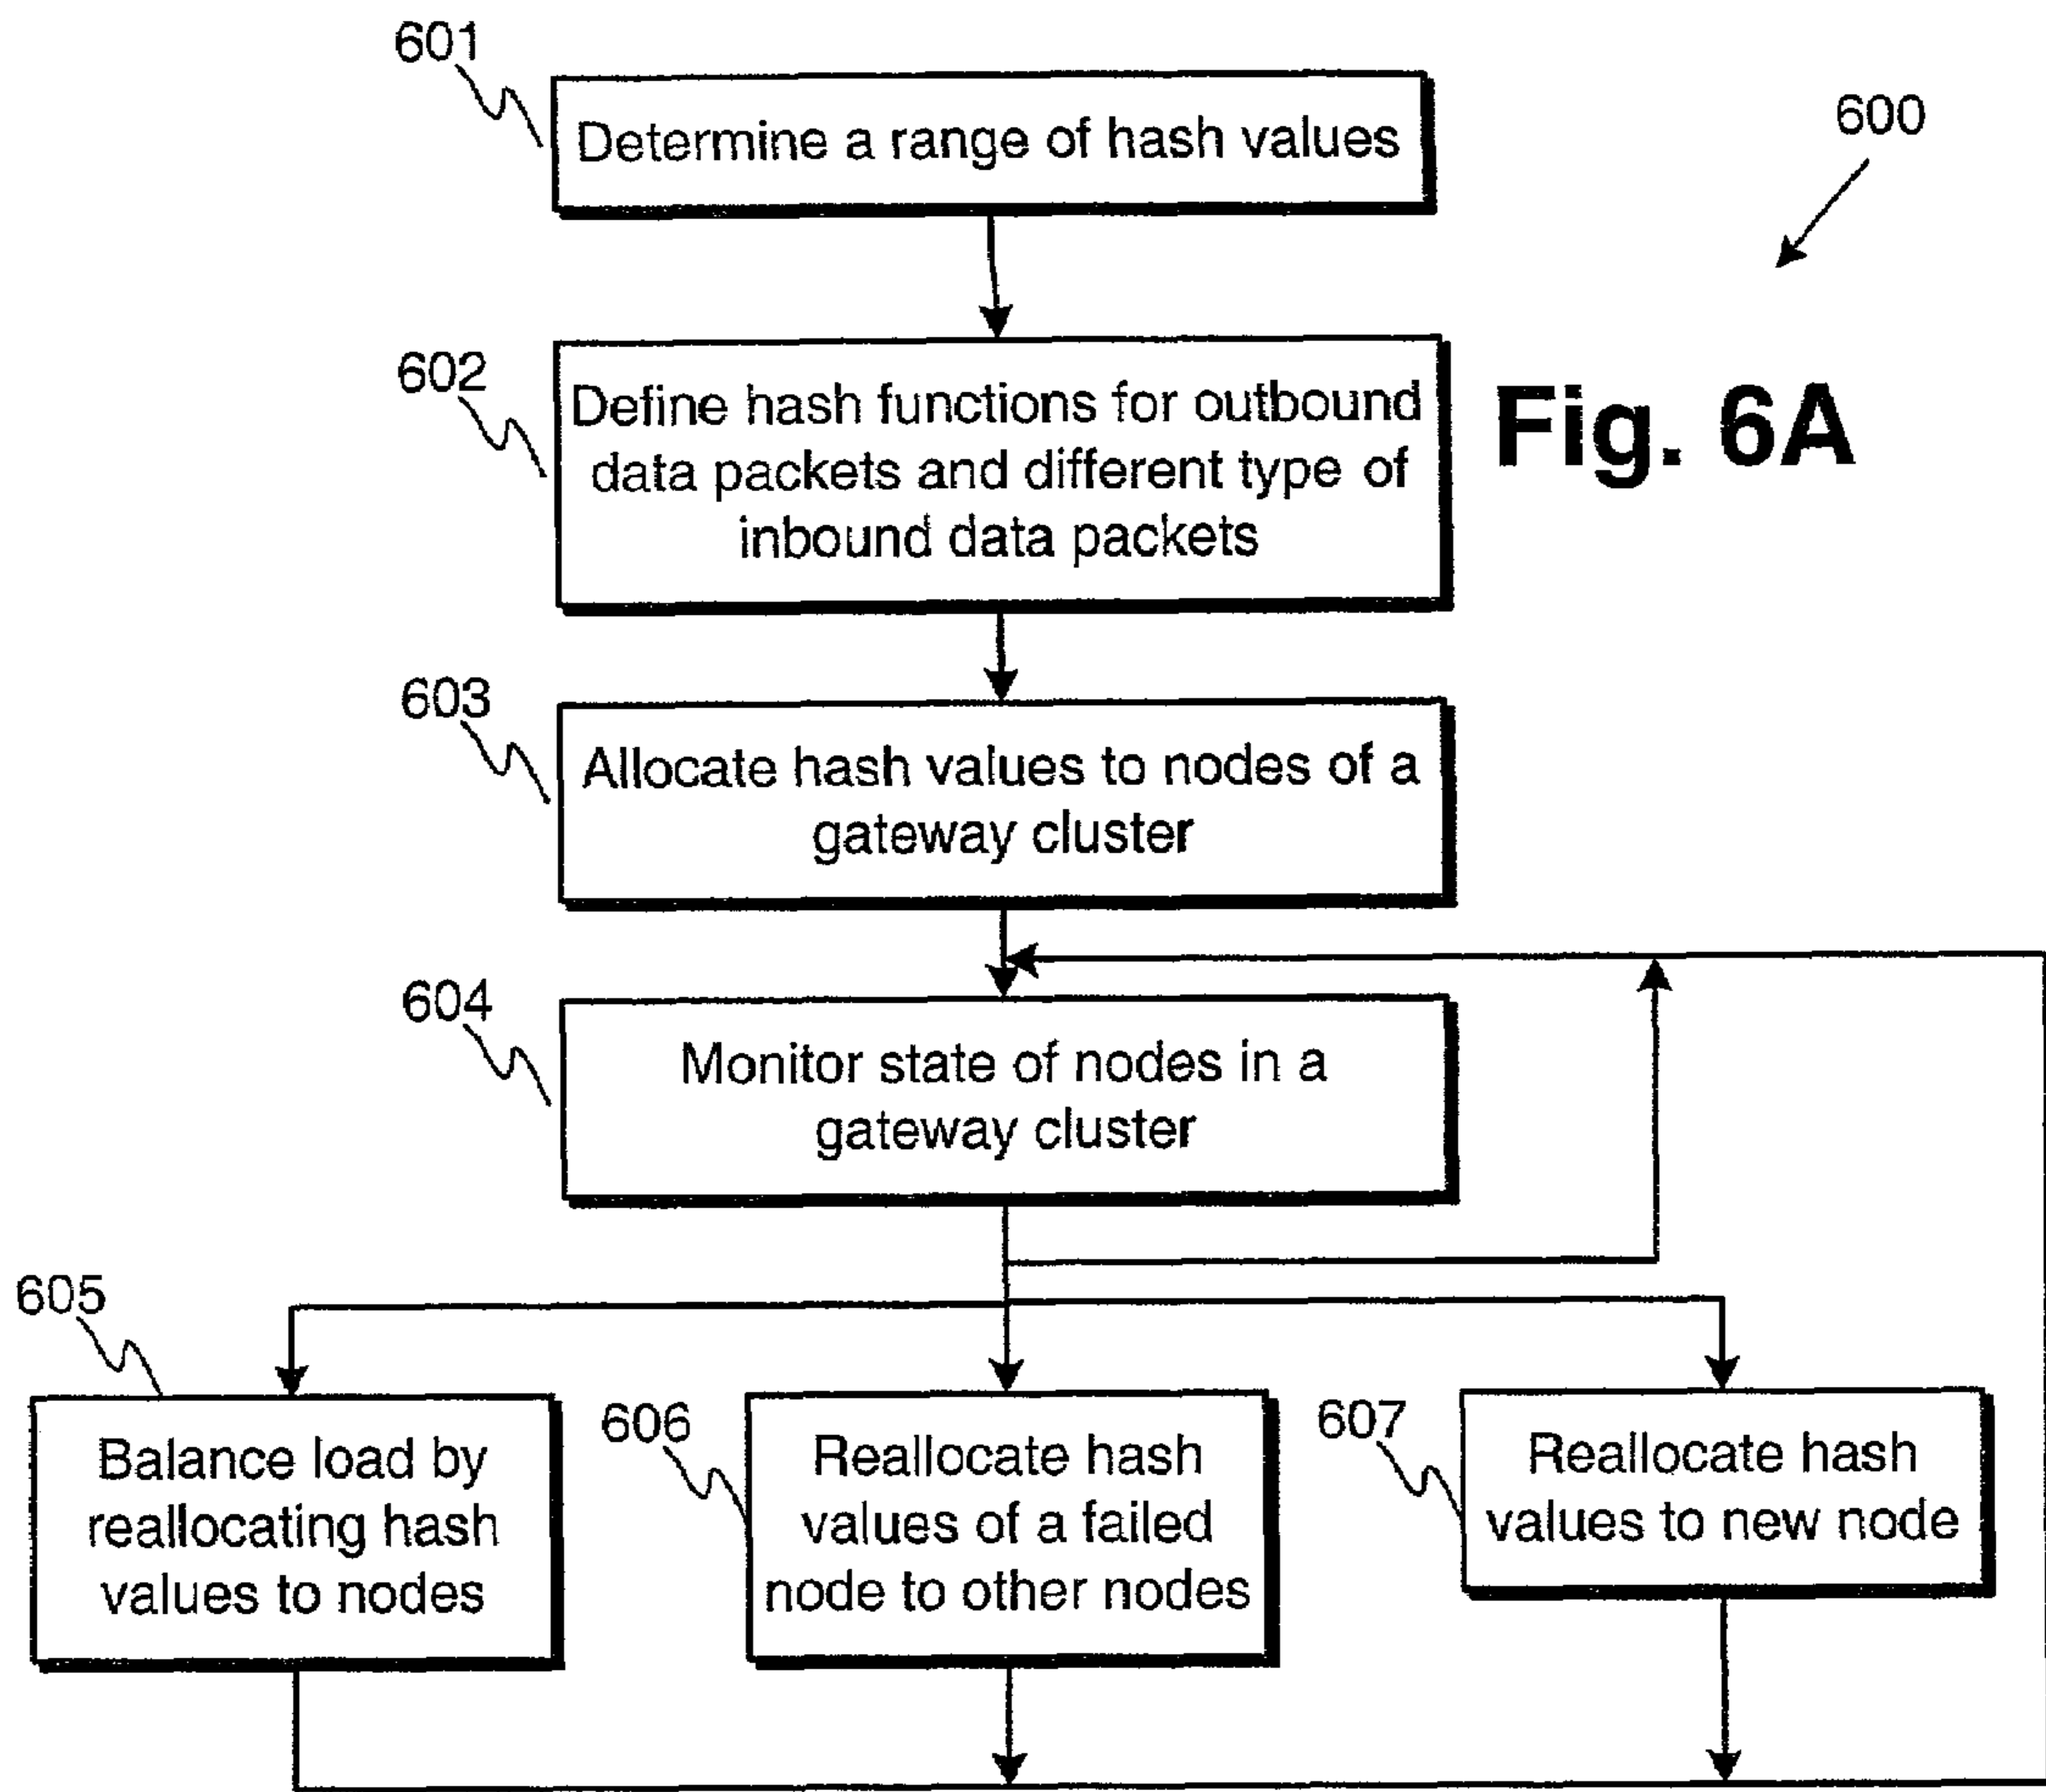 601
Determine a range of hash values
600
602
Define hash functions for outbound
data packets and different type of
inbound data packets
Fig. 6A
603
Allocate hash values to nodes of a
gateway cluster
604
Monitor state of nodes in a
gateway cluster
605
Balance load by
reallocating hash
values to nodes
606
Reallocate hash
values of a failed
node to other nodes
607
Reallocate hash
values to new node